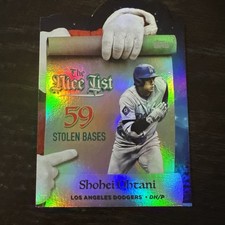 The
Nice List
59
STOLEN BASES
Shohei Ohtani
LOS ANGELES DODGERS • DH/P